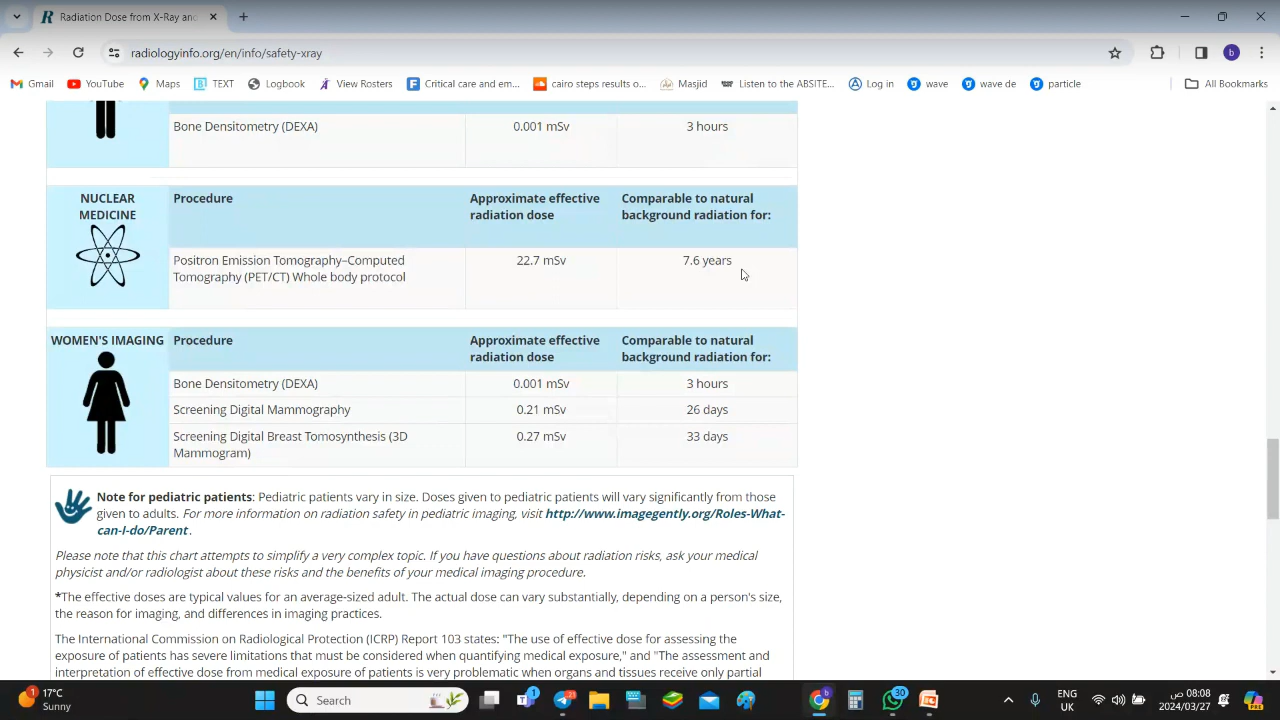 Radiation Dose from X-Ray and
radiologyinfo.org/en/info/safety-xray
b
Gmail YouTube Maps TEXT Logbook View Rosters Critical care and em... cairo steps results o... Masjid Listen to the ABSITE... Log in wave wave de particle All Bookmarks
Bone Densitometry (DEXA) 0.001 mSv 3 hours
NUCLEAR Procedure Approximate effective Comparable to natural
MEDICINE radiation dose background radiation for:
Positron Emission Tomography–Computed 22.7 mSv 7.6 years
Tomography (PET/CT) Whole body protocol
WOMEN'S IMAGING Procedure Approximate effective Comparable to natural
radiation dose background radiation for:
Bone Densitometry (DEXA) 0.001 mSv 3 hours
Screening Digital Mammography 0.21 mSv 26 days
Screening Digital Breast Tomosynthesis (3D 0.27 mSv 33 days
Mammogram)
Note for pediatric patients: Pediatric patients vary in size. Doses given to pediatric patients will vary significantly from those
given to adults. For more information on radiation safety in pediatric imaging, visit http://www.imagegently.org/Roles-What-
can-I-do/Parent.
Please note that this chart attempts to simplify a very complex topic. If you have questions about radiation risks, ask your medical
physicist and/or radiologist about these risks and the benefits of your medical imaging procedure.
*The effective doses are typical values for an average-sized adult. The actual dose can vary substantially, depending on a person's size,
the reason for imaging, and differences in imaging practices.
The International Commission on Radiological Protection (ICRP) Report 103 states: "The use of effective dose for assessing the
exposure of patients has severe limitations that must be considered when quantifying medical exposure," and "The assessment and
interpretation of effective dose from medical exposure of patients is very problematic when organs and tissues receive only partial
17°C
Sunny
Search
ENG
UK
08:08 ص
2024/03/27